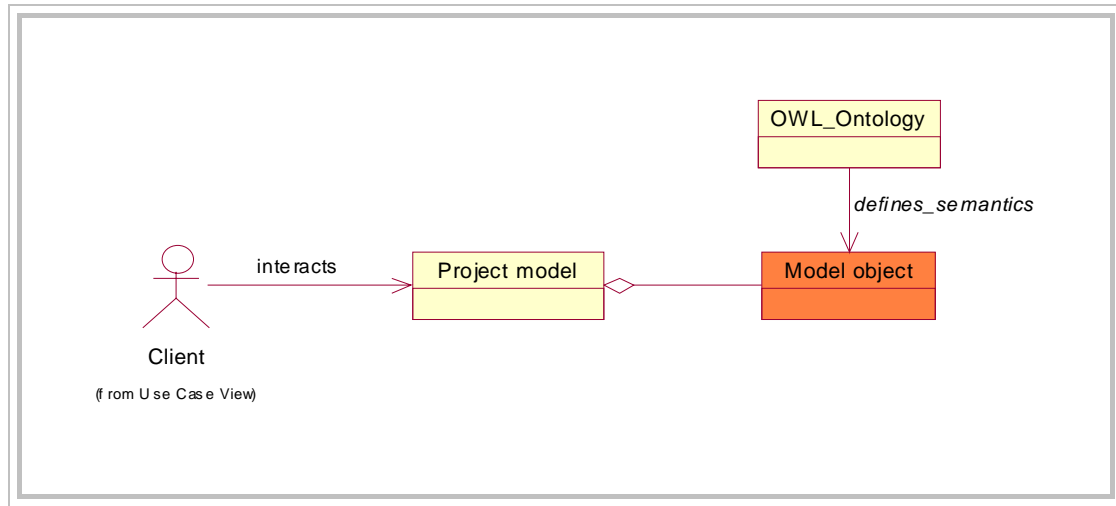 OWL_Ontology
defines_semantics
interacts
Project model
Model object
Client
(from Use Case View)